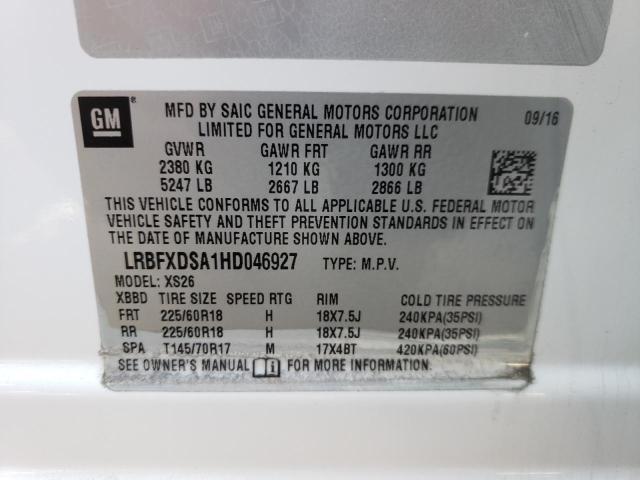 GM ® MFD BY SAIC GENERAL MOTORS CORPORATION 09/16
LIMITED FOR GENERAL MOTORS LLC
GVWR GAWR FRT GAWR RR
2380 KG 1210 KG 1300 KG
5247 LB 2667 LB 2866 LB
THIS VEHICLE CONFORMS TO ALL APPLICABLE U.S. FEDERAL MOTOR
VEHICLE SAFETY AND THEFT PREVENTION STANDARDS IN EFFECT ON
THE DATE OF MANUFACTURE SHOWN ABOVE.
LRBFXDSA1HD046927 TYPE: M.P.V.
MODEL: XS26
XBBD TIRE SIZE SPEED RTG RIM COLD TIRE PRESSURE
FRT 225/60R18 H 18X7.5J 240KPA(35PSI)
RR 225/60R18 H 18X7.5J 240KPA(35PSI)
SPA T145/70R17 M 17X4BT 420KPA(60PSI)
SEE OWNER'S MANUAL FOR MORE INFORMATION.